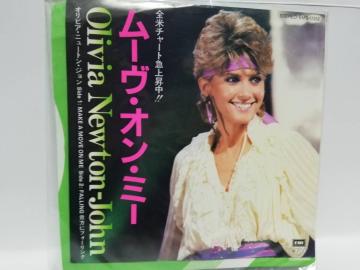 全米チャート急上昇中!!
ムーヴ・オン・ミー
Olivia Newton-John
オリビア・ニュートン・ジョン Side 1: MAKE A MOVE ON ME Side 2: FALLING
EMI